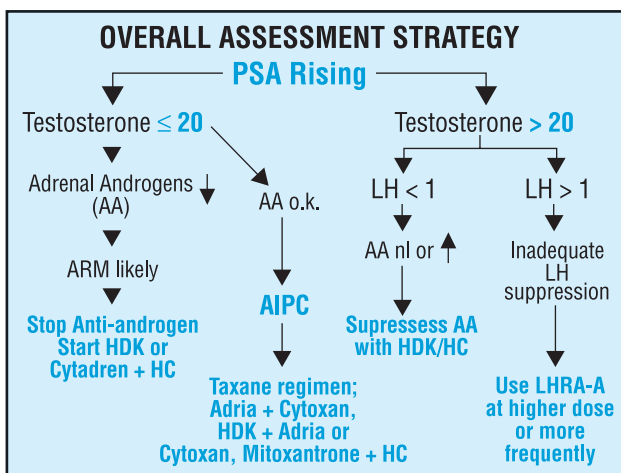 OVERALL ASSESSMENT STRATEGY
PSA Rising
Testosterone ≤ 20
Adrenal Androgens
(AA)
ARM likely
Stop Anti-androgen
Start HDK or
Cytadren + HC
AA o.k.
AIPC
Taxane regimen;
Adria + Cytoxan,
HDK + Adria or
Cytoxan, Mitoxantrone + HC
Testosterone > 20
LH < 1
AA nl or
Supressess AA
with HDK/HC
LH > 1
Inadequate
LH
suppression
Use LHRA-A
at higher dose
or more
frequently